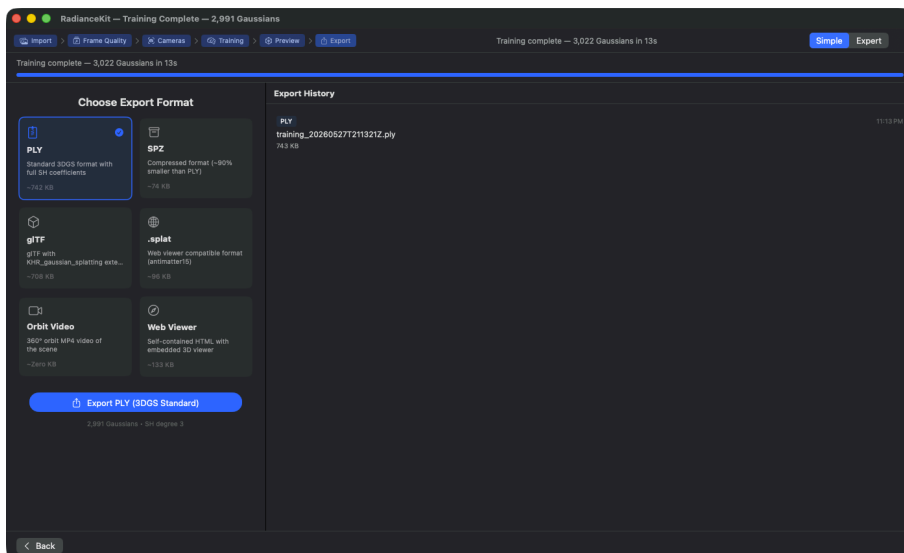 RadianceKit — Training Complete — 2,991 Gaussians
Import > Frame Quality > Cameras > Training > Preview > Export
Training complete — 3,022 Gaussians in 13s
Simple Expert
Training complete — 3,022 Gaussians in 13s
Choose Export Format
PLY
Standard 3DGS format with
full SH coefficients
~742 KB
SPZ
Compressed format (~90%
smaller than PLY)
~74 KB
glTF
glTF with
KHR_gaussian_splatting exte...
~708 KB
.splat
Web viewer compatible format
(antimatter15)
~96 KB
Orbit Video
360° orbit MP4 video of
the scene
~Zero KB
Web Viewer
Self-contained HTML with
embedded 3D viewer
~133 KB
Export PLY (3DGS Standard)
2,991 Gaussians • SH degree 3
Export History
PLY
11:13 PM
training_20260527T211321Z.ply
743 KB
< Back